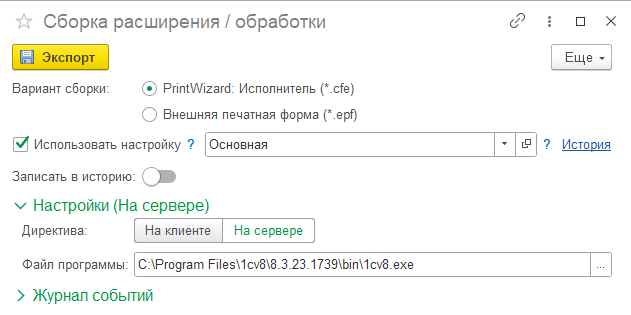 Сборка расширения / обработки
Экспорт Еще
Вариант сборки: PrintWizard: Исполнитель (*.cfe)
Внешняя печатная форма (*.epf)
Использовать настройку ? Основная ? История
Записать в историю:
Настройки (На сервере)
Директива: На клиенте На сервере
Файл программы: C:\Program Files\1cv8\8.3.23.1739\bin\1cv8.exe ...
Журнал событий